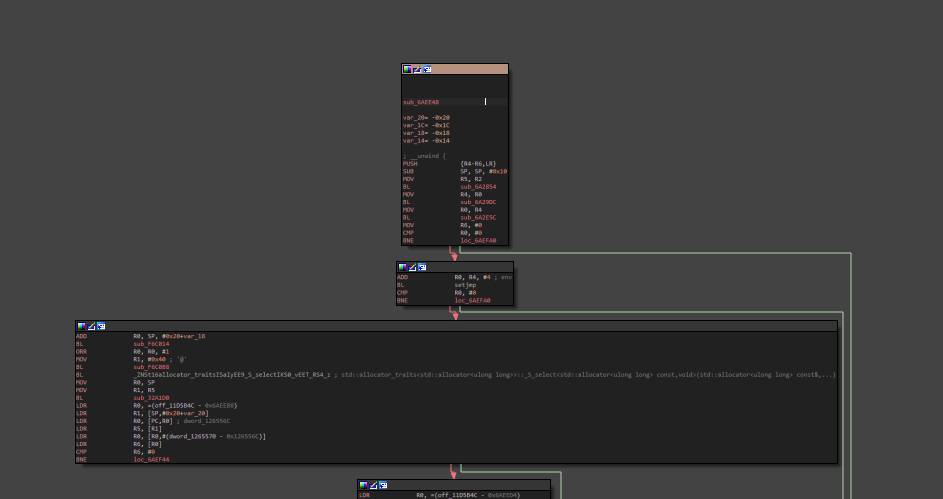 sub_6AEE48
var_20= -0x20
var_1C= -0x1C
var_18= -0x18
var_14= -0x14
; __unwind {
PUSH {R4-R6,LR}
SUB SP, SP, #0x10
MOV R5, R2
BL sub_6A2854
MOV R4, R0
BL sub_6A29DC
MOV R0, R4
BL sub_6A2E5C
MOV R6, #0
CMP R0, #0
BNE loc_6AEFA0
ADD R0, R4, #4 ; env
BL setjmp
CMP R0, #0
BNE loc_6AEFA0
ADD R0, SP, #0x20+var_18
BL sub_F6C014
ORR R0, R0, #1
MOV R1, #0x40 ; '@'
BL sub_F6C0B8
BL _ZNSt16allocator_traitsISaIyEE9_S_selectIKS0_vEET_RS4_z ; std::allocator_traits<std::allocator<ulong long>>::_S_select<std::allocator<ulong long> const,void>(std::allocator<ulong long> const&,...)
MOV R0, SP
MOV R1, R5
BL sub_32A1D0
LDR R0, =(off_11D5B4C - 0x6AEEB8)
LDR R1, [SP,#0x20+var_20]
LDR R0, [PC,R0] ; dword_126556C
LDR R5, [R1]
LDR R0, [R0,#(dword_1265570 - 0x126556C)]
LDR R6, [R0]
CMP R6, #0
BNE loc_6AEF44
LDR R0, =(off_11D5B4C - 0x6AEED4)